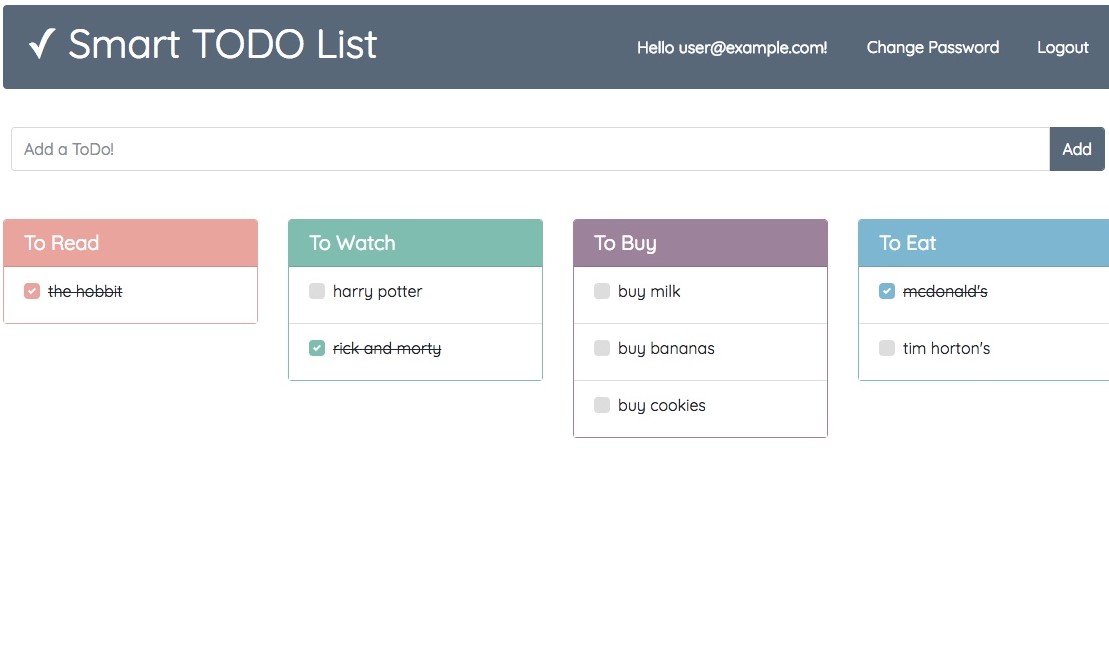 ✓ Smart TODO List
Hello user@example.com!
Change Password
Logout
Add a ToDo!
Add
To Read
the hobbit
To Watch
harry potter
rick and morty
To Buy
buy milk
buy bananas
buy cookies
To Eat
mcdonald's
tim horton's